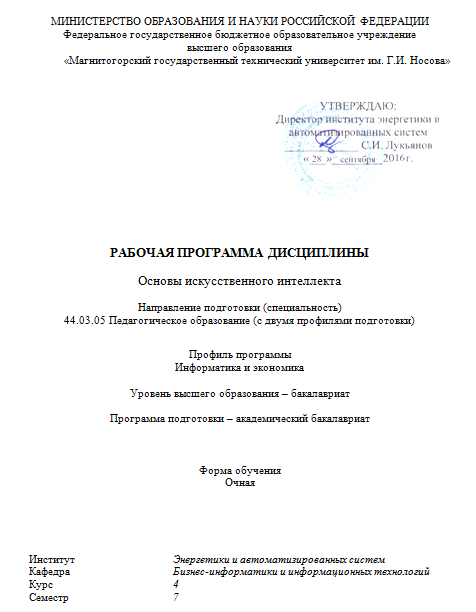 МИНИСТЕРСТВО ОБРАЗОВАНИЯ И НАУКИ РОССИЙСКОЙ ФЕДЕРАЦИИ
Федеральное государственное бюджетное образовательное учреждение
высшего образования
«Магнитогорский государственный технический университет им. Г.И. Носова»
УТВЕРЖДАЮ:
Директор института энергетики и
автоматизированных систем
С.И. Лукьянов
« 28 » сентября 2016г.
РАБОЧАЯ ПРОГРАММА ДИСЦИПЛИНЫ
Основы искусственного интеллекта
Направление подготовки (специальность)
44.03.05 Педагогическое образование (с двумя профилями подготовки)
Профиль программы
Информатика и экономика
Уровень высшего образования – бакалавриат
Программа подготовки – академический бакалавриат
Форма обучения
Очная
Институт Энергетики и автоматизированных систем
Кафедра Бизнес-информатики и информационных технологий
Курс 4
Семестр 7